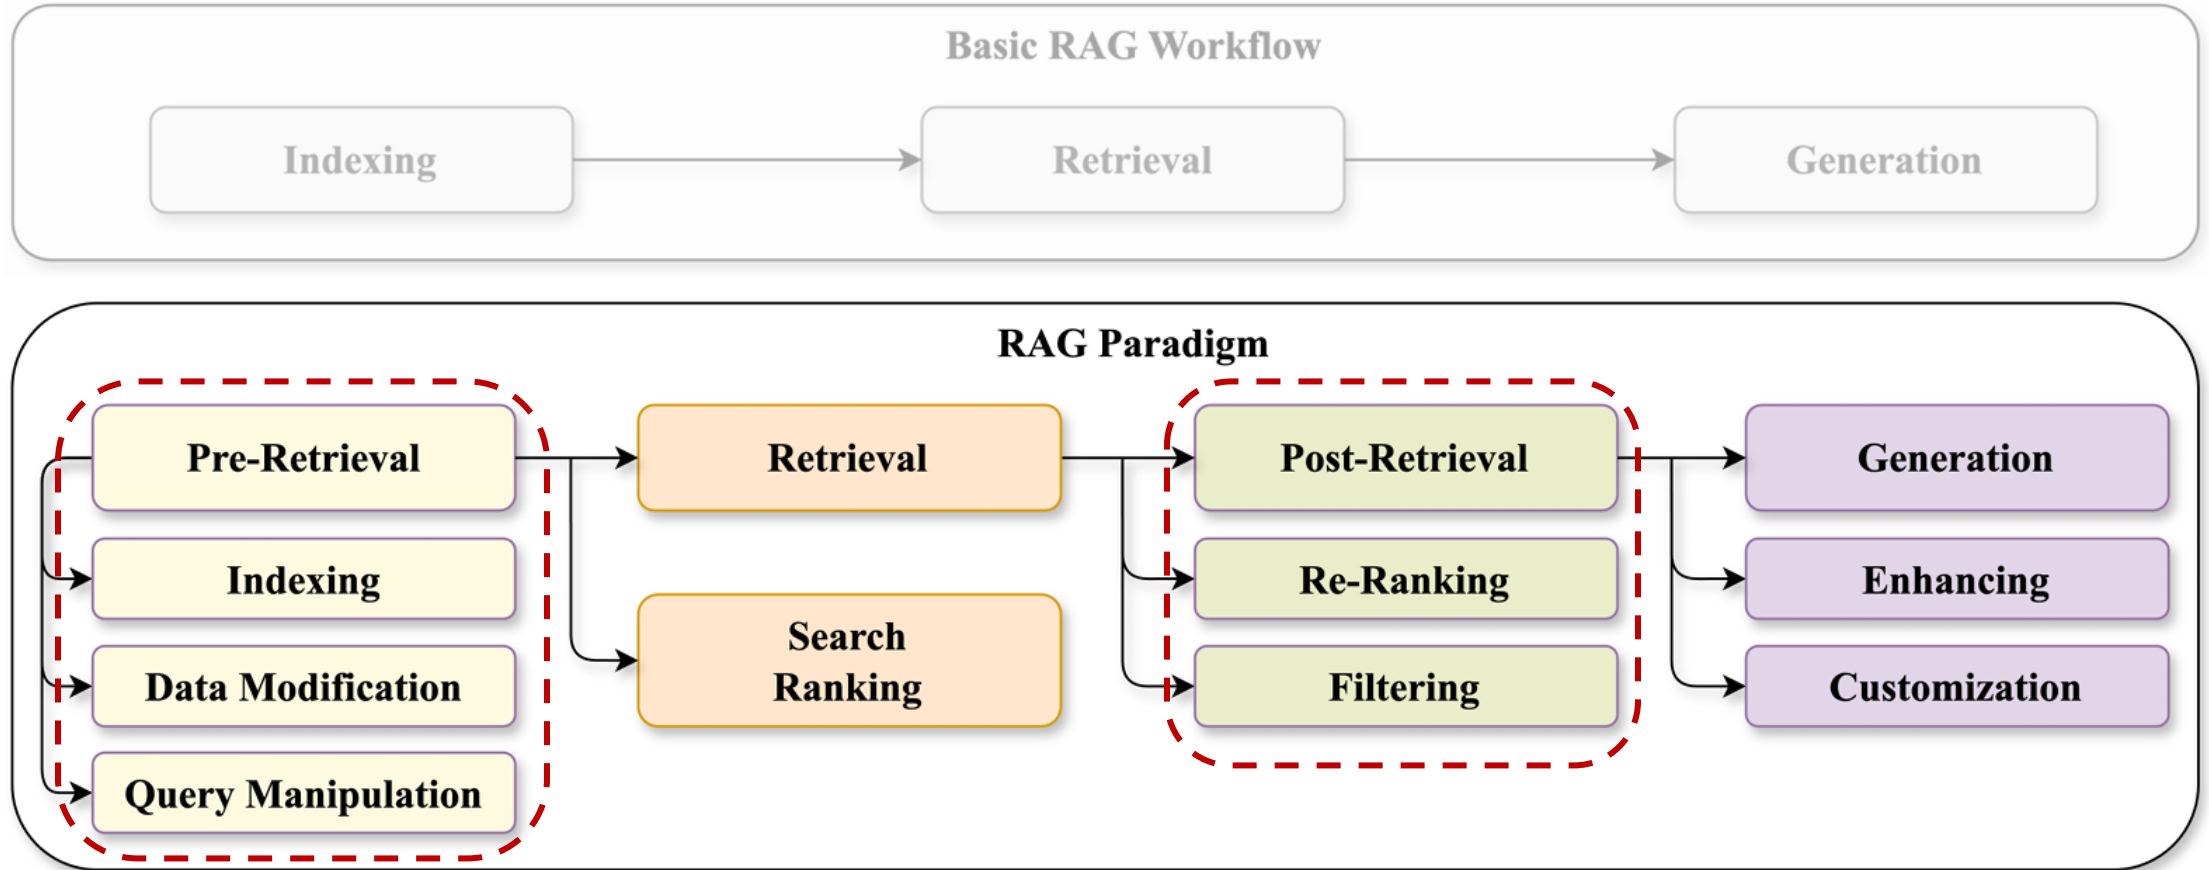 Basic RAG Workflow
Indexing
Retrieval
Generation
RAG Paradigm
Pre-Retrieval
Indexing
Data Modification
Query Manipulation
Retrieval
Search
Ranking
Post-Retrieval
Re-Ranking
Filtering
Generation
Enhancing
Customization